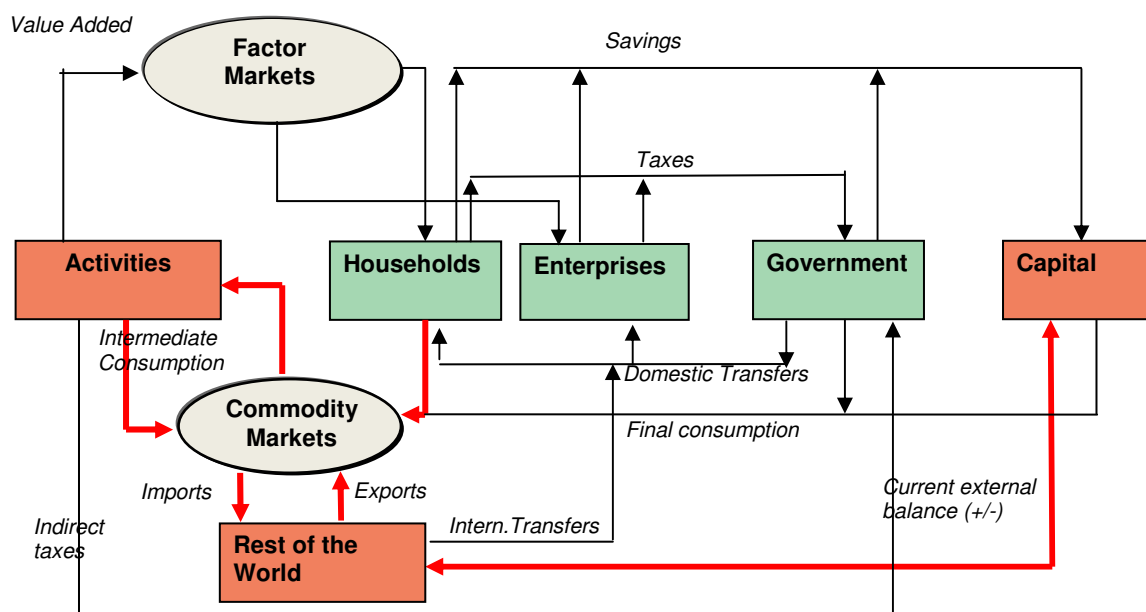 Value Added
Factor
Markets
Savings
Taxes
Activities
Households
Enterprises
Government
Capital
Intermediate
Consumption
Domestic Transfers
Commodity
Markets
Final consumption
Imports
Exports
Current external
balance (+/-)
Indirect
taxes
Intern.Transfers
Rest of the
World